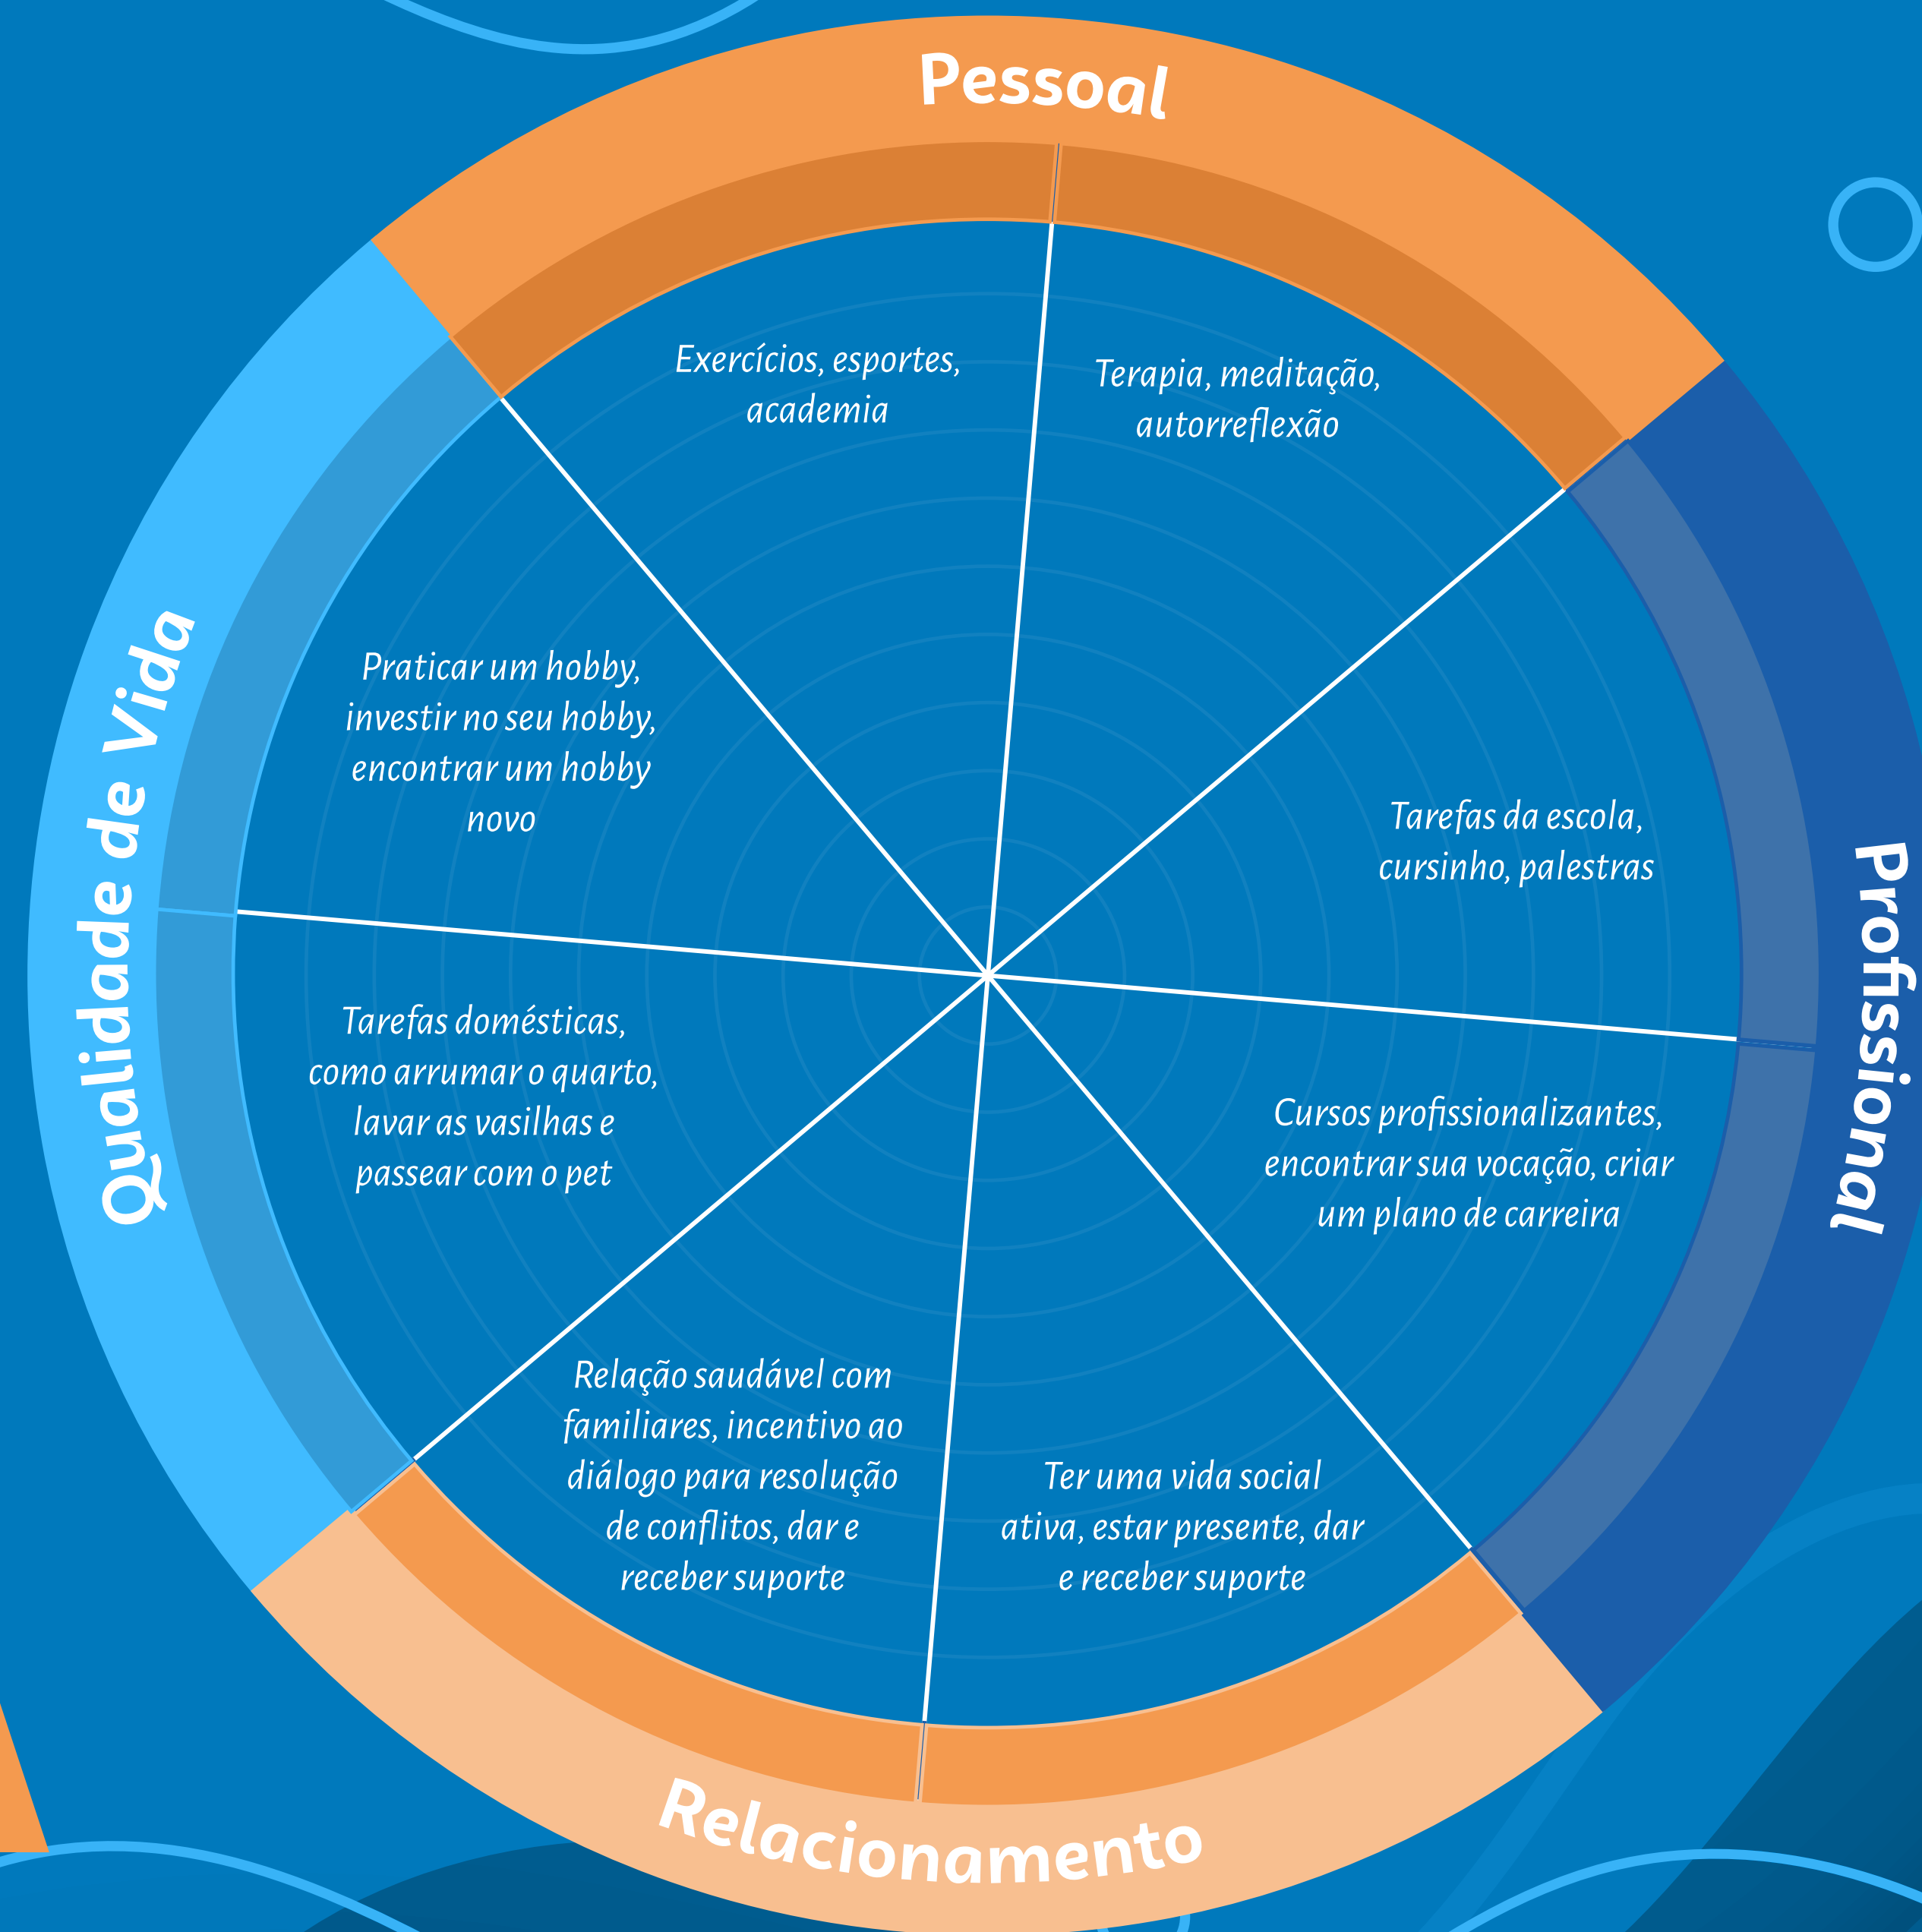 Pessoal
Exercícios, esportes,
academia
Terapia, meditação,
autorreflexão
Profissional
Tarefas da escola,
cursinho, palestras
Cursos profissionalizantes,
encontrar sua vocação, criar
um plano de carreira
Relacionamento
Ter uma vida social
ativa, estar presente, dar
e receber suporte
Relação saudável com
familiares, incentivo ao
diálogo para resolução
de conflitos, dar e
receber suporte
Qualidade de Vida
Tarefas domésticas,
como arrumar o quarto,
lavar as vasilhas e
passear com o pet
Praticar um hobby,
investir no seu hobby,
encontrar um hobby
novo